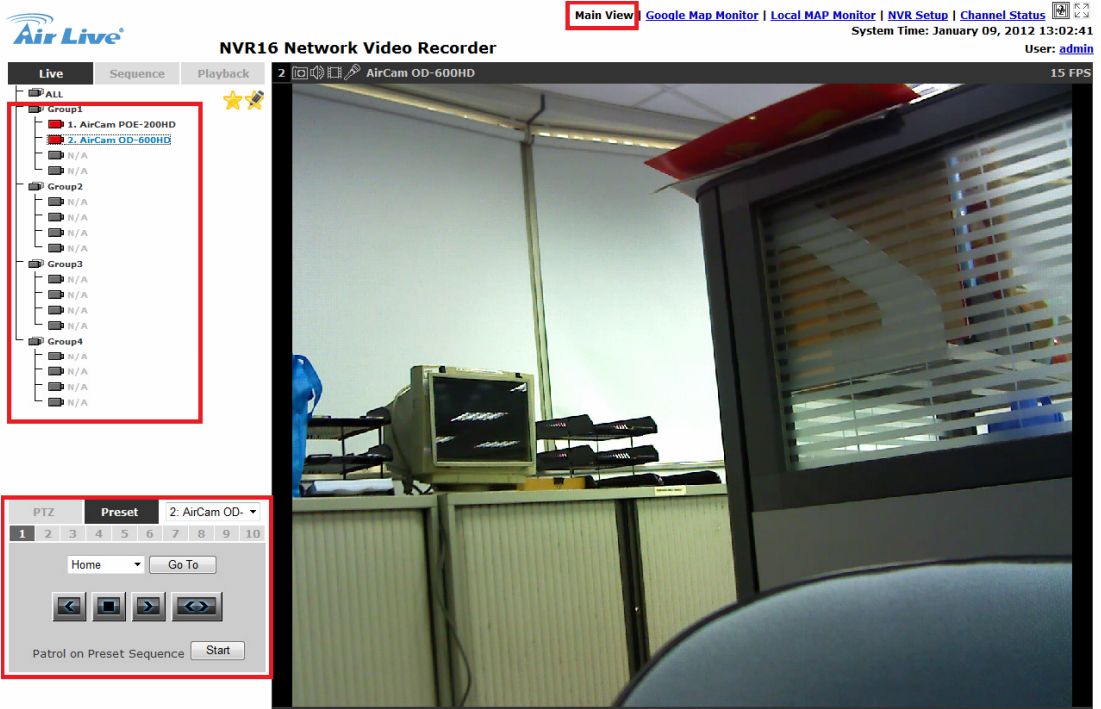 Air Live
Main View | Google Map Monitor | Local MAP Monitor | NVR Setup | Channel Status
System Time: January 09, 2012 13:02:41
NVR16 Network Video Recorder
User: admin
Live Sequence Playback
2 AirCam OD-600HD 15 FPS
ALL
Group1
1. AirCam POE-200HD
2. AirCam OD-600HD
N/A
N/A
Group2
N/A
N/A
N/A
N/A
Group3
N/A
N/A
N/A
N/A
Group4
N/A
N/A
N/A
N/A
PTZ Preset 2: AirCam OD-
1 2 3 4 5 6 7 8 9 10
Home Go To
Patrol on Preset Sequence Start